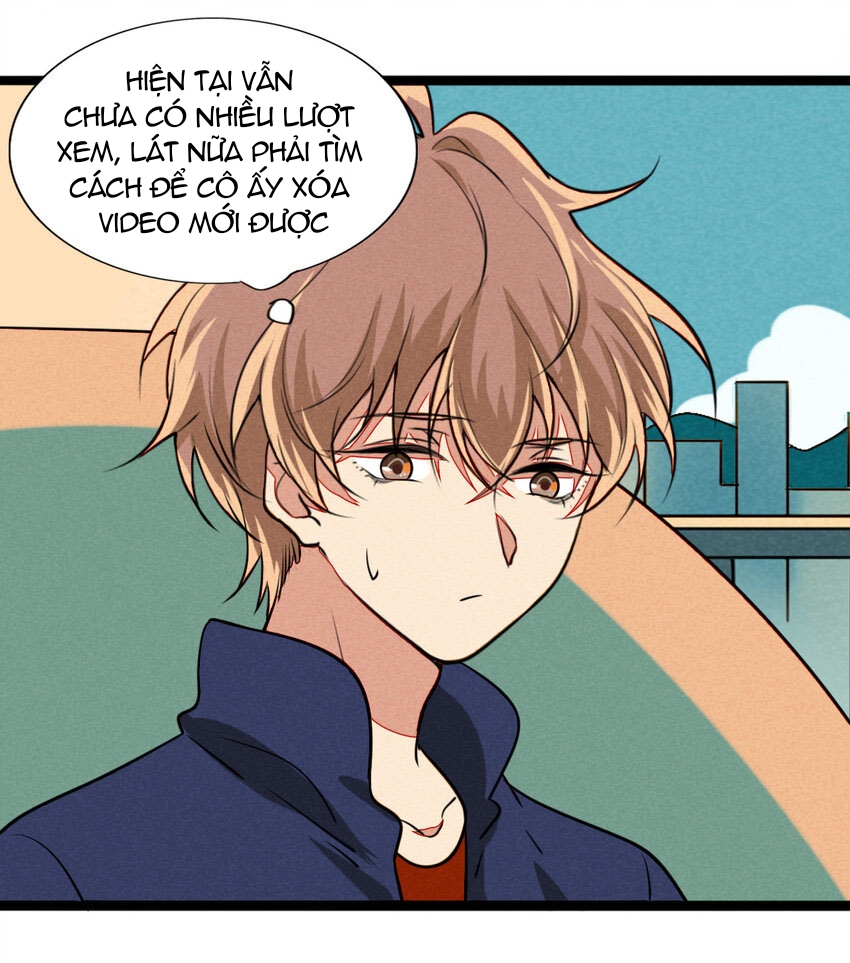 HIỆN TẠI VẪN
CHƯA CÓ NHIỀU LƯỢT
XEM, LÁT NỮA PHẢI TÌM
CÁCH ĐỂ CÔ ẤY XÓA
VIDEO MỚI ĐƯỢC